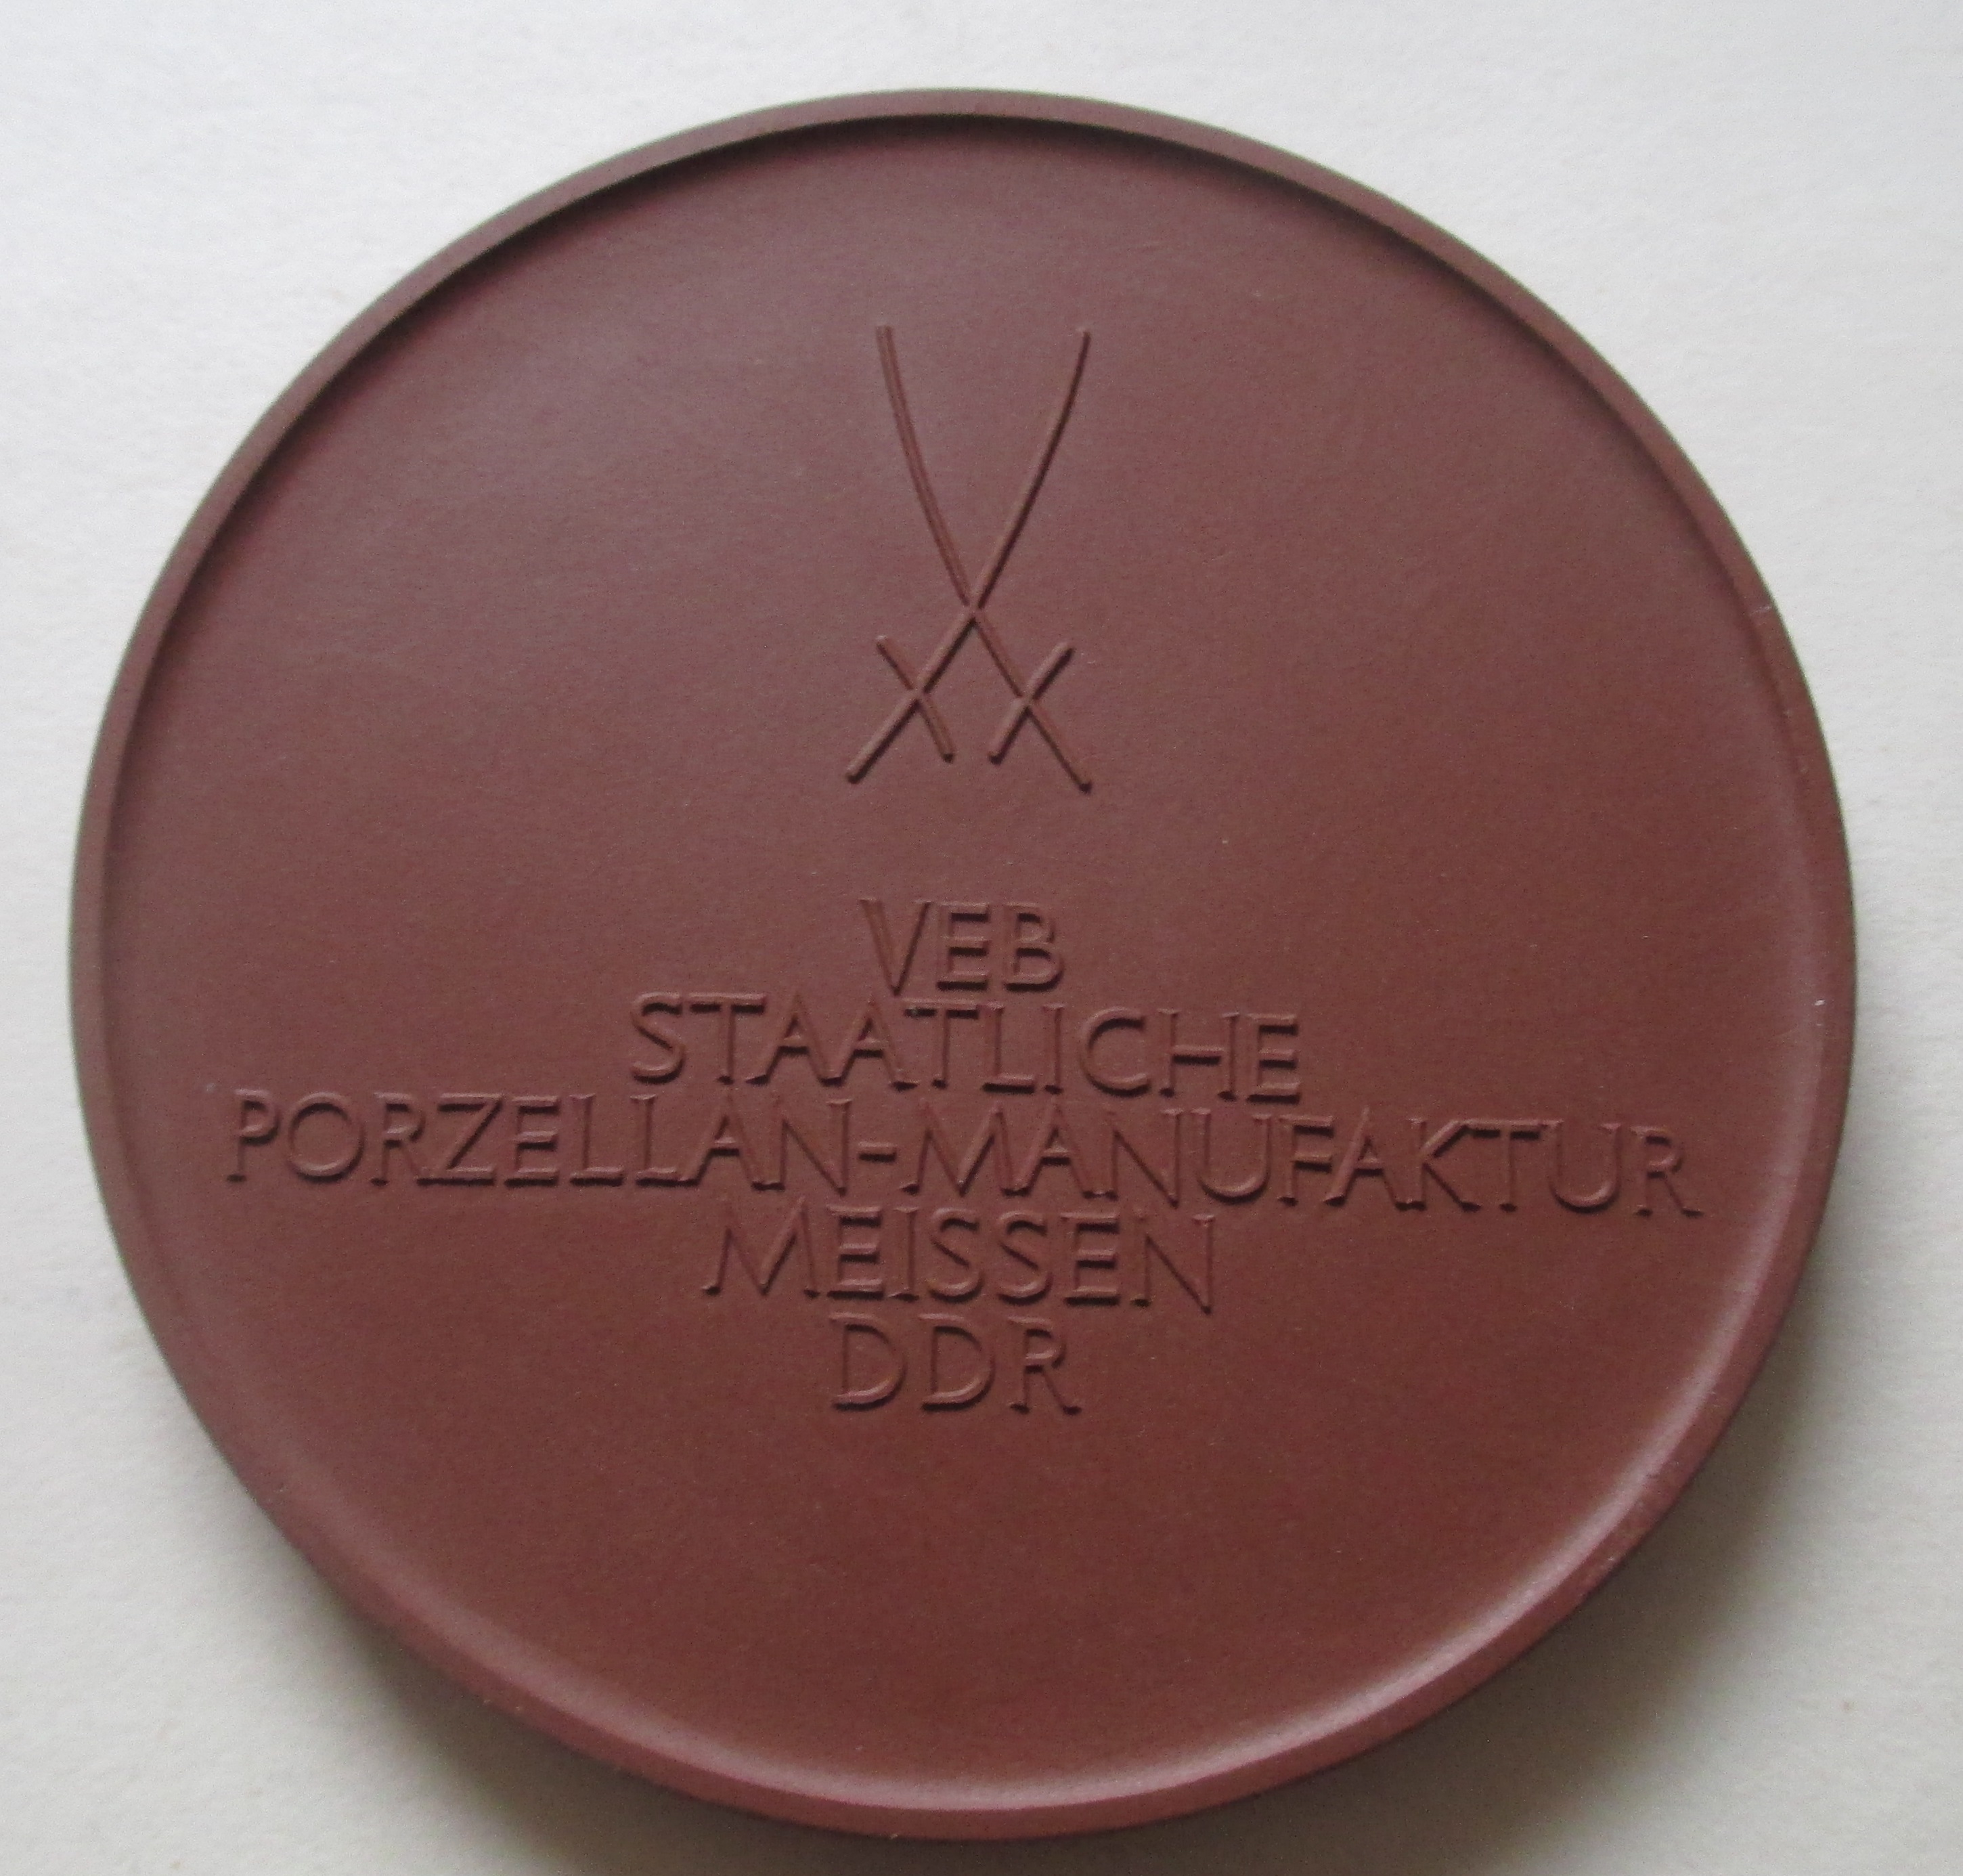 VEB
STAATLICHE
PORZELLAN-MANUFAKTUR
MEISSEN
DDR